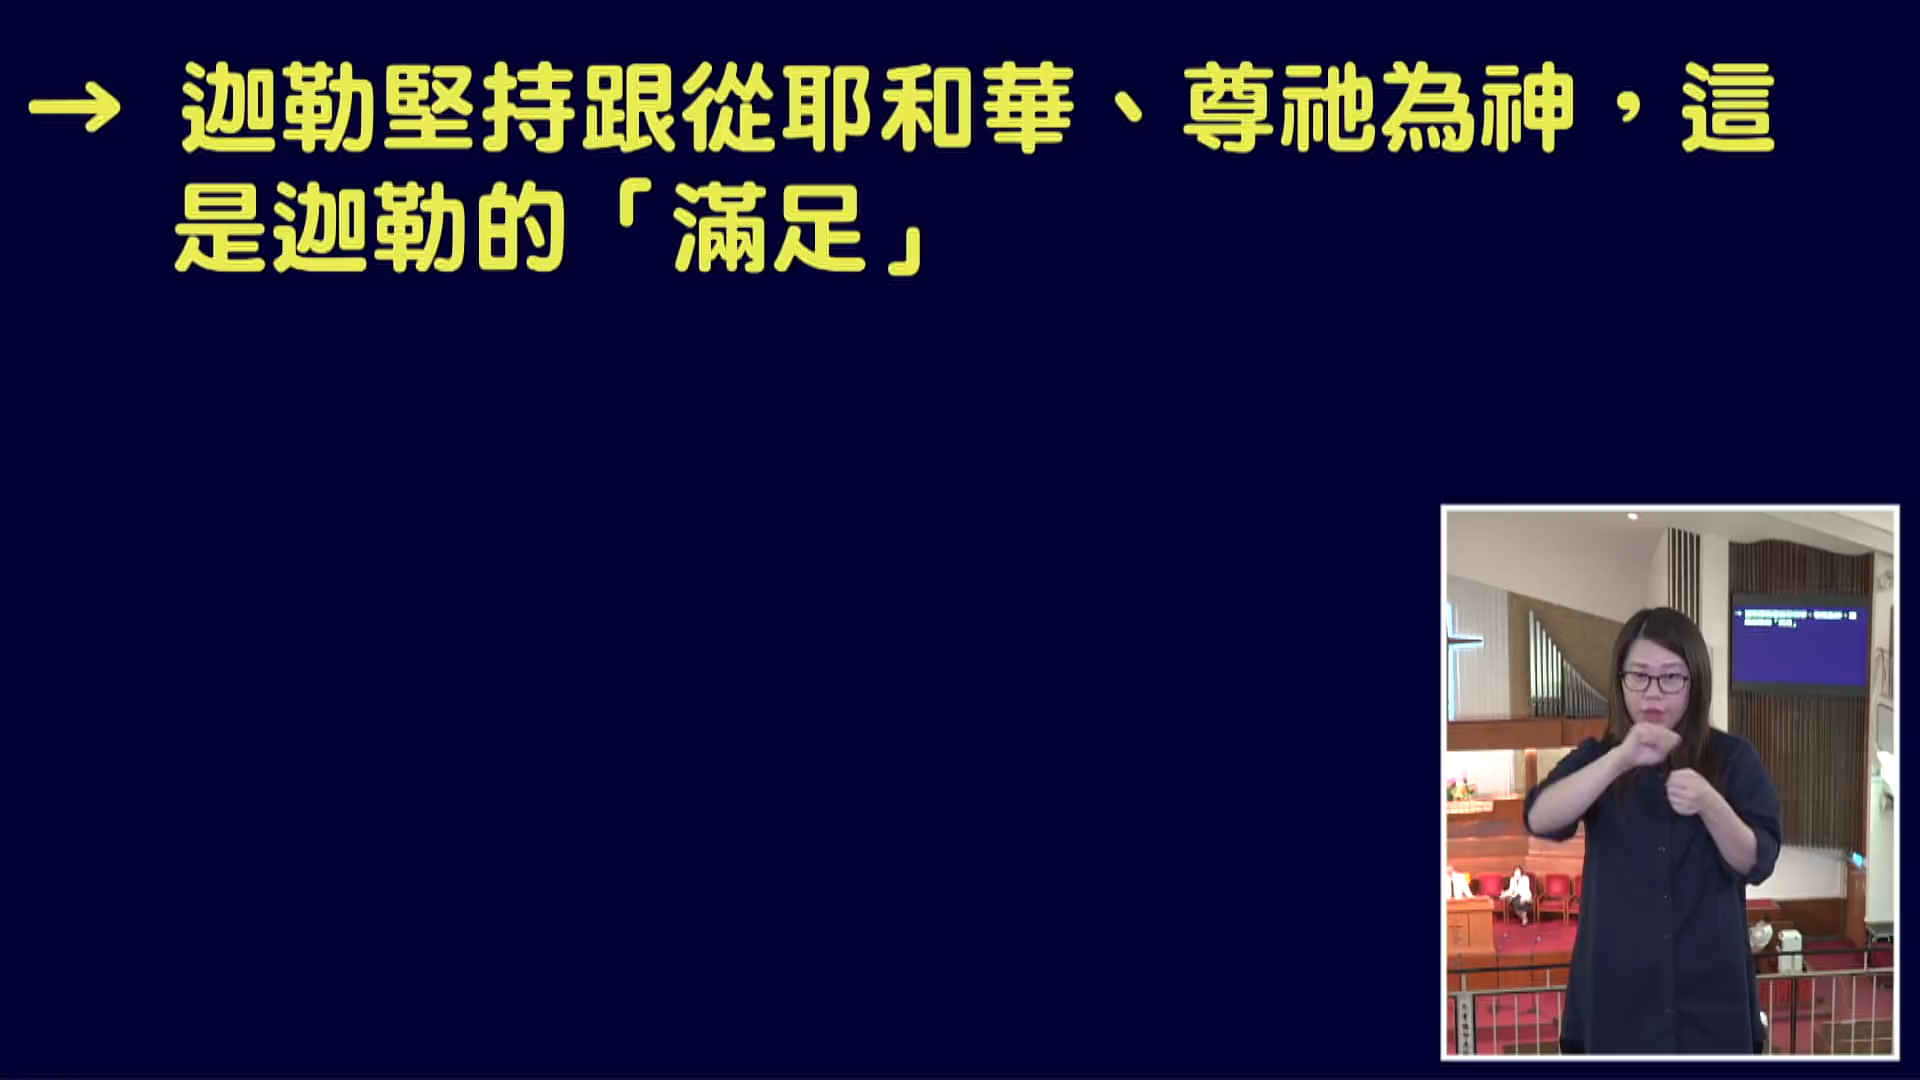 → 迦勒堅持跟從耶和華、尊祂為神，這
是迦勒的「滿足」